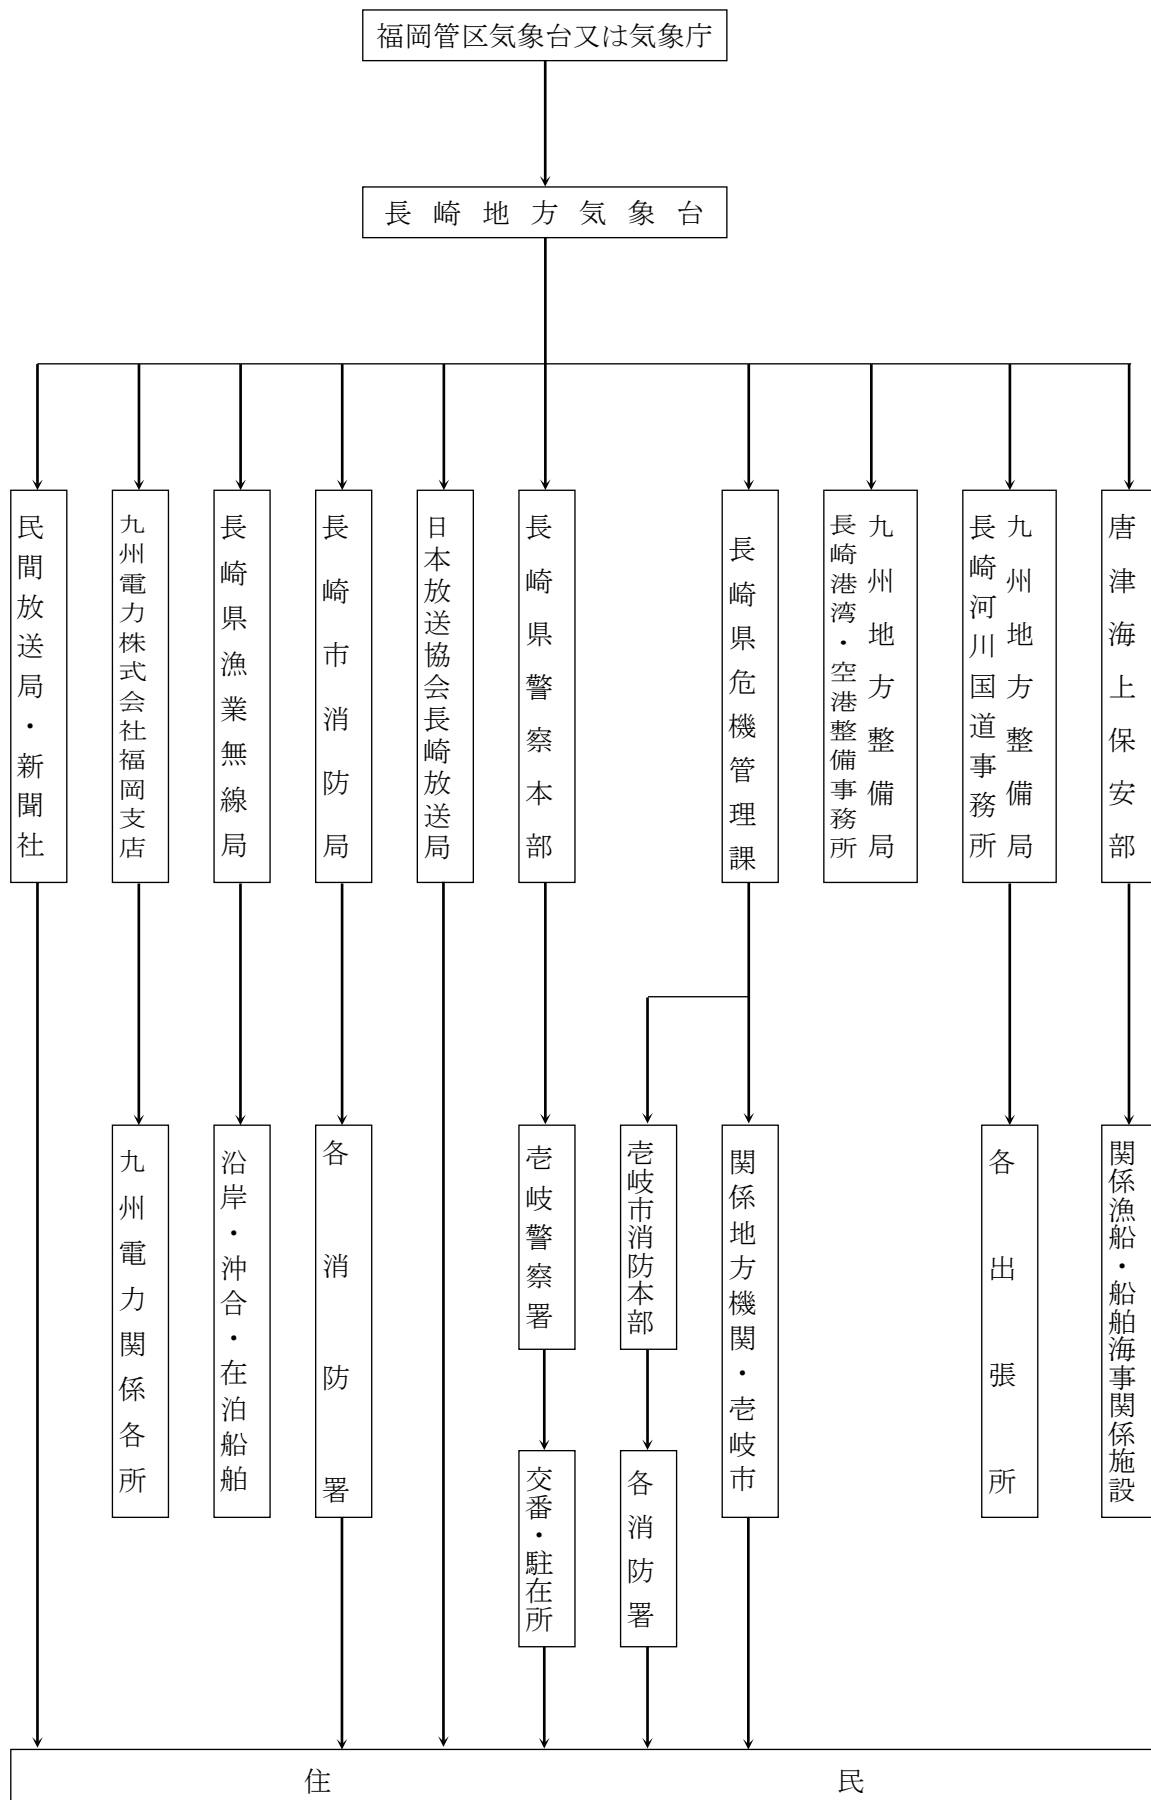 福岡管区気象台又は気象庁
長崎地方気象台
民間放送局・新聞社
九州電力株式会社福岡支店
長崎県漁業無線局
長崎市消防局
日本放送協会長崎放送局
長崎県警察本部
長崎県危機管理課
九州地方整備局
長崎港湾・空港整備事務所
九州地方整備局
長崎河川国道事務所
唐津海上保安部
九州電力関係各所
沿岸・沖合・在泊船舶
各消防署
壱岐警察署
壱岐市消防本部
関係地方機関・壱岐市
各出張所
関係漁船・船舶海事関係施設
交番・駐在所
各消防署
住民